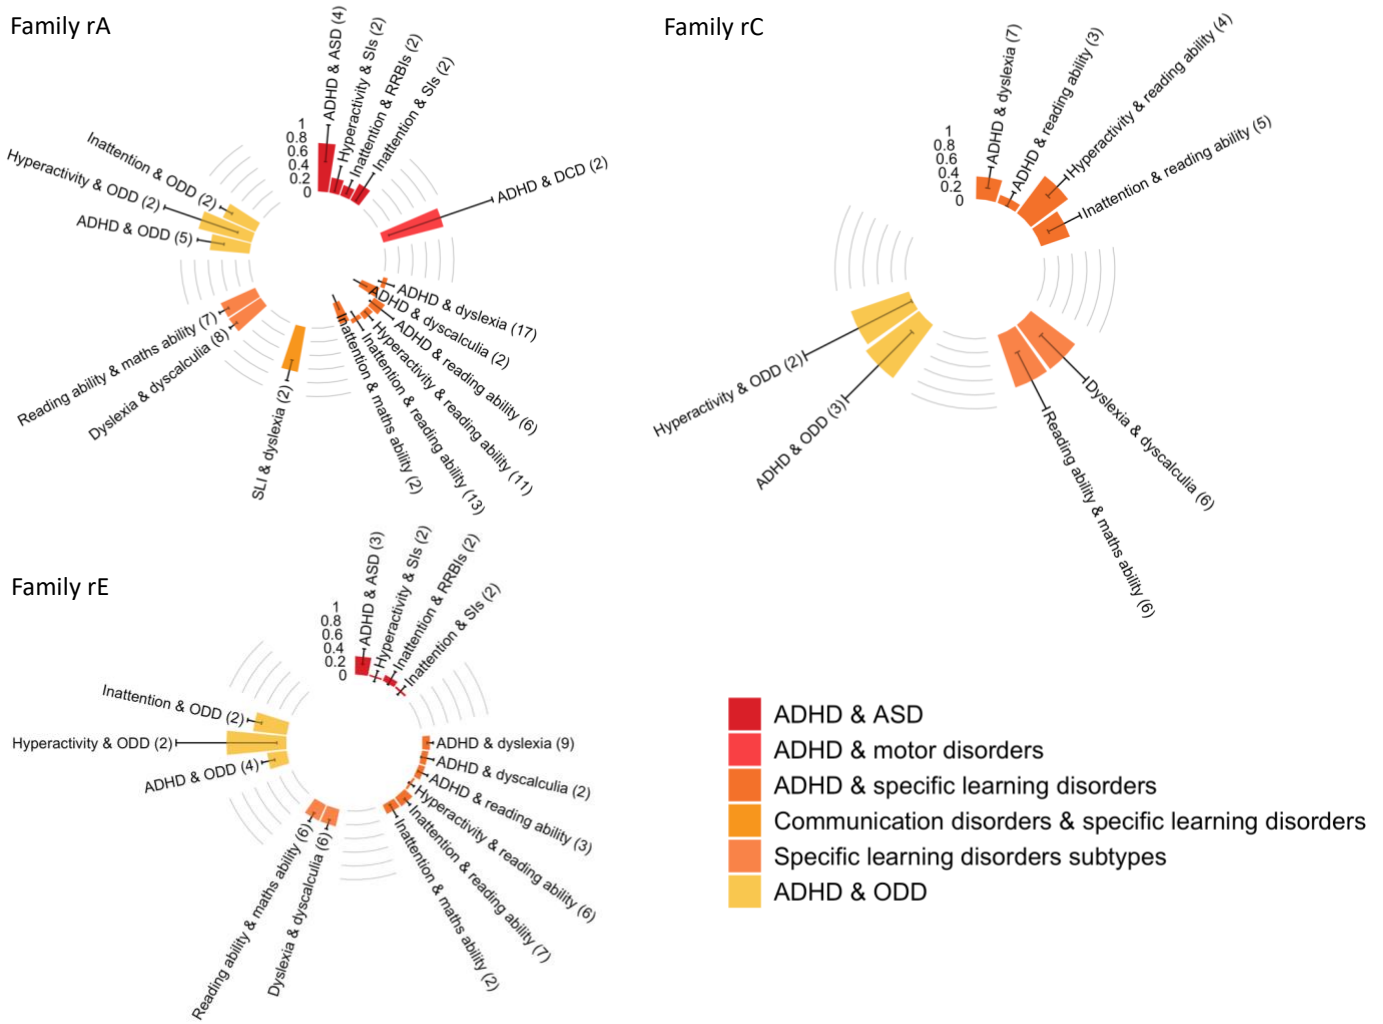 Family rA
ADHD & ASD (4)
Hyperactivity & SIs (2)
Inattention & RRBIs (2)
Inattention & SIs (2)
1
0.8
0.6
0.4
0.2
0
ADHD & DCD (2)
ADHD & dyslexia (17)
ADHD & dyscalculia (2)
ADHD & reading ability (6)
Hyperactivity & reading ability (11)
Inattention & reading ability (13)
Inattention & maths ability (2)
SLI & dyslexia (2)
Dyslexia & dyscalculia (8)
Reading ability & maths ability (7)
ADHD & ODD (5)
Hyperactivity & ODD (2)
Inattention & ODD (2)
Family rC
1
0.8
0.6
0.4
0.2
0
ADHD & dyslexia (7)
ADHD & reading ability (3)
Hyperactivity & reading ability (4)
Inattention & reading ability (5)
Dyslexia & dyscalculia (6)
Reading ability & maths ability (6)
ADHD & ODD (3)
Hyperactivity & ODD (2)
Family rE
1
0.8
0.6
0.4
0.2
0
ADHD & ASD (3)
Hyperactivity & SIs (2)
Inattention & RRBIs (2)
Inattention & SIs (2)
ADHD & dyslexia (9)
ADHD & dyscalculia (2)
ADHD & reading ability (3)
Hyperactivity & reading ability (6)
Inattention & reading ability (7)
Inattention & maths ability (2)
Dyslexia & dyscalculia (6)
Reading ability & maths ability (6)
ADHD & ODD (4)
Hyperactivity & ODD (2)
Inattention & ODD (2)
ADHD & ASD
ADHD & motor disorders
ADHD & specific learning disorders
Communication disorders & specific learning disorders
Specific learning disorders subtypes
ADHD & ODD